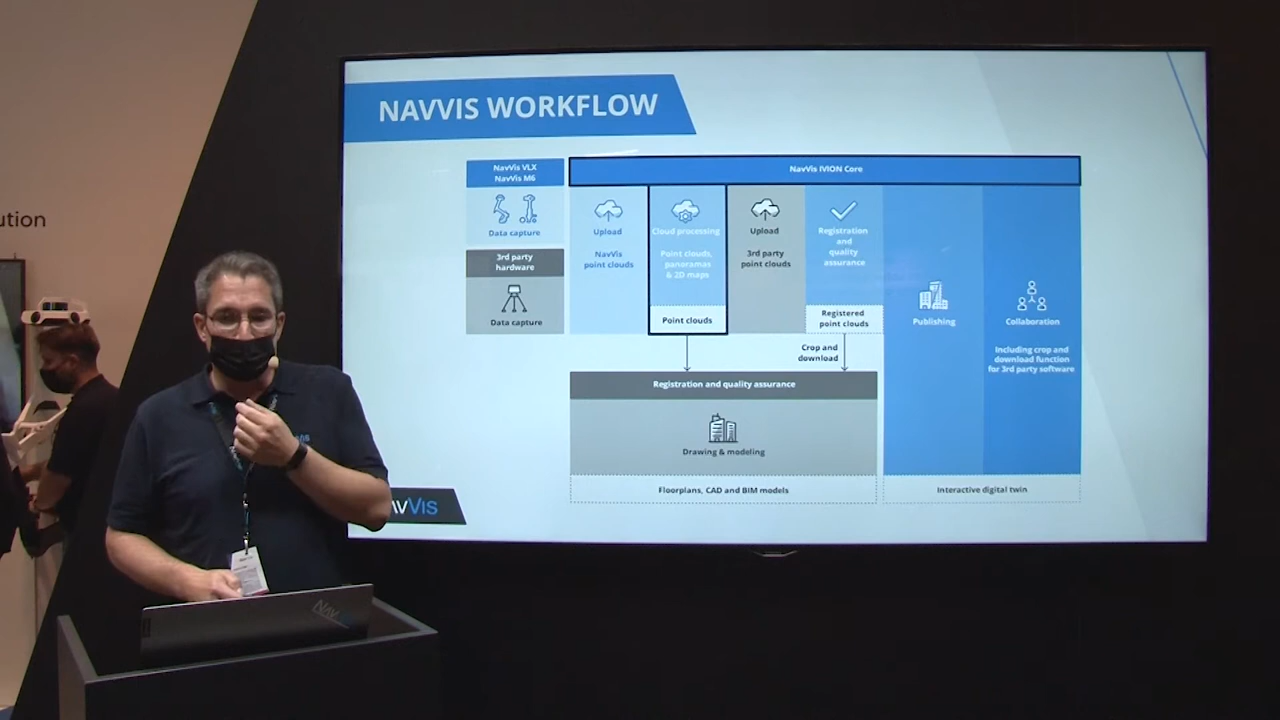 ution
NAVVIS WORKFLOW
NavVis VLX
NavVis M6
NavVis IVION Core
Data capture
Upload
NavVis
point clouds
Cloud processing
Point clouds,
panoramas
& 2D maps
Point clouds
Upload
3rd party
point clouds
Registration
and
quality
assurance
Registered
point clouds
3rd party
hardware
Data capture
Publishing
Collaboration
Including crop and
download function
for 3rd party software
Crop and
download
Registration and quality assurance
Drawing & modeling
Floorplans, CAD and BIM models
Interactive digital twin
AVVIS